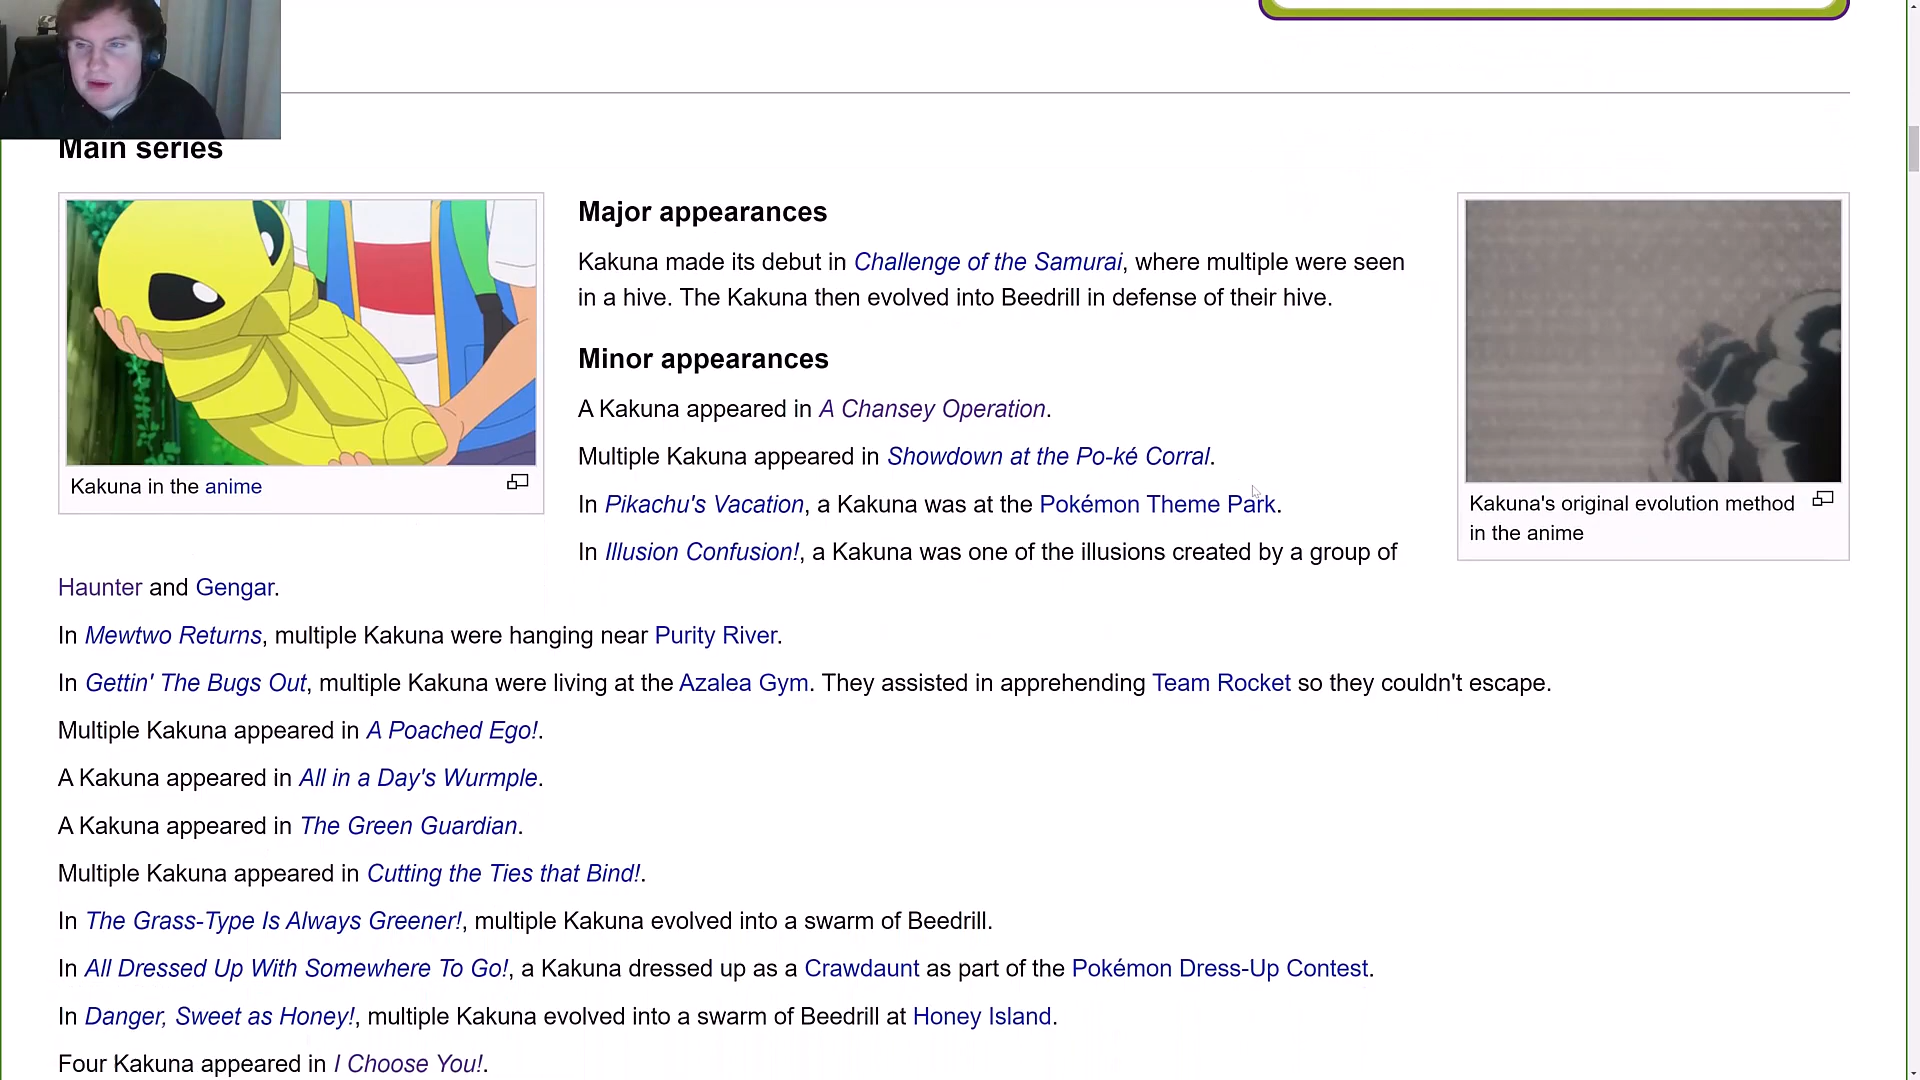 Main series
Major appearances
Kakuna made its debut in Challenge of the Samurai, where multiple were seen
in a hive. The Kakuna then evolved into Beedrill in defense of their hive.
Minor appearances
A Kakuna appeared in A Chansey Operation.
Multiple Kakuna appeared in Showdown at the Po-ké Corral.
Kakuna in the anime
In Pikachu's Vacation, a Kakuna was at the Pokémon Theme Park.
Kakuna's original evolution method
in the anime
In Illusion Confusion!, a Kakuna was one of the illusions created by a group of
Haunter and Gengar.
In Mewtwo Returns, multiple Kakuna were hanging near Purity River.
In Gettin' The Bugs Out, multiple Kakuna were living at the Azalea Gym. They assisted in apprehending Team Rocket so they couldn't escape.
Multiple Kakuna appeared in A Poached Ego!.
A Kakuna appeared in All in a Day's Wurmple.
A Kakuna appeared in The Green Guardian.
Multiple Kakuna appeared in Cutting the Ties that Bind!.
In The Grass-Type Is Always Greener!, multiple Kakuna evolved into a swarm of Beedrill.
In All Dressed Up With Somewhere To Go!, a Kakuna dressed up as a Crawdaunt as part of the Pokémon Dress-Up Contest.
In Danger, Sweet as Honey!, multiple Kakuna evolved into a swarm of Beedrill at Honey Island.
Four Kakuna appeared in I Choose You!.